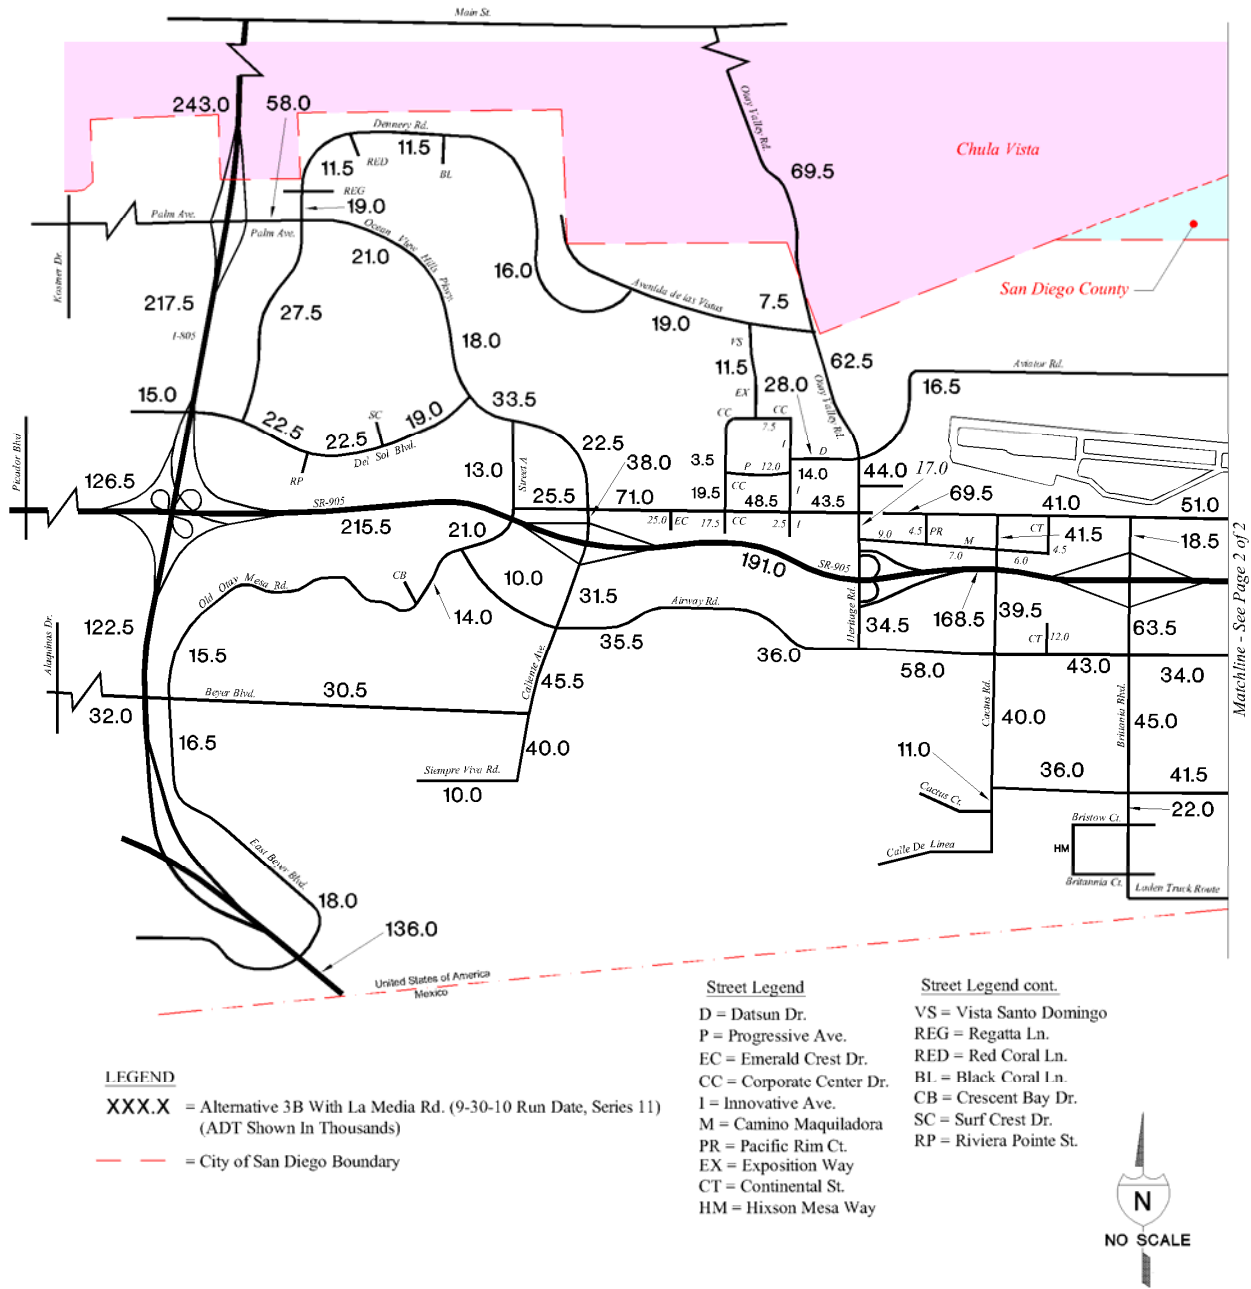 Main St.
243.0
58.0
Dennery Rd.
11.5
RED
11.5
BL
Otay Valley Rd.
69.5
Chula Vista
REG
19.0
Palm Ave.
Palm Ave.
Ocean View Hills Pkwy.
21.0
16.0
Kostner Dr.
217.5
I-805
27.5
18.0
Avenida de las Vistas
19.0
7.5
San Diego County
VS
11.5
EX
28.0
62.5
Otay Valley Rd.
Aviator Rd.
16.5
15.0
22.5
SC
22.5
19.0
33.5
Del Sol Blvd.
RP
CC
CC
7.5
I
D
22.5
38.0
Picador Blvd
126.5
SR-905
215.5
13.0
Street A
25.5
71.0
3.5
P
12.0
14.0
CC
19.5
48.5
I
43.5
44.0
17.0
69.5
41.0
51.0
21.0
25.0
EC
17.5
CC
2.5
I
9.0
4.5
PR
M
7.0
CT
41.5
4.5
6.0
18.5
Matchline - See Page 2 of 2
Old Otay Mesa Rd.
CB
14.0
10.0
31.5
191.0
SR-905
Airway Rd.
35.5
36.0
Heritage Rd.
34.5
168.5
39.5
CT
12.0
63.5
58.0
43.0
34.0
122.5
15.5
Beyer Blvd.
30.5
Caliente Ave.
45.5
32.0
16.5
40.0
Siempre Viva Rd.
10.0
Cactus Rd.
40.0
Britania Blvd.
45.0
11.0
36.0
41.5
Cactus Ct.
22.0
Bristow Ct.
HM
Calle De Linea
Britannia Ct.
Laden Truck Route
East Beyer Blvd.
18.0
136.0
United States of America
Mexico
Street Legend
D = Datsun Dr.
P = Progressive Ave.
EC = Emerald Crest Dr.
CC = Corporate Center Dr.
I = Innovative Ave.
M = Camino Maquiladora
PR = Pacific Rim Ct.
EX = Exposition Way
CT = Continental St.
HM = Hixson Mesa Way
Street Legend cont.
VS = Vista Santo Domingo
REG = Regatta Ln.
RED = Red Coral Ln.
BL = Black Coral Ln.
CB = Crescent Bay Dr.
SC = Surf Crest Dr.
RP = Riviera Pointe St.
LEGEND
XXX.X = Alternative 3B With La Media Rd. (9-30-10 Run Date, Series 11)
(ADT Shown In Thousands)
= City of San Diego Boundary
N
NO SCALE